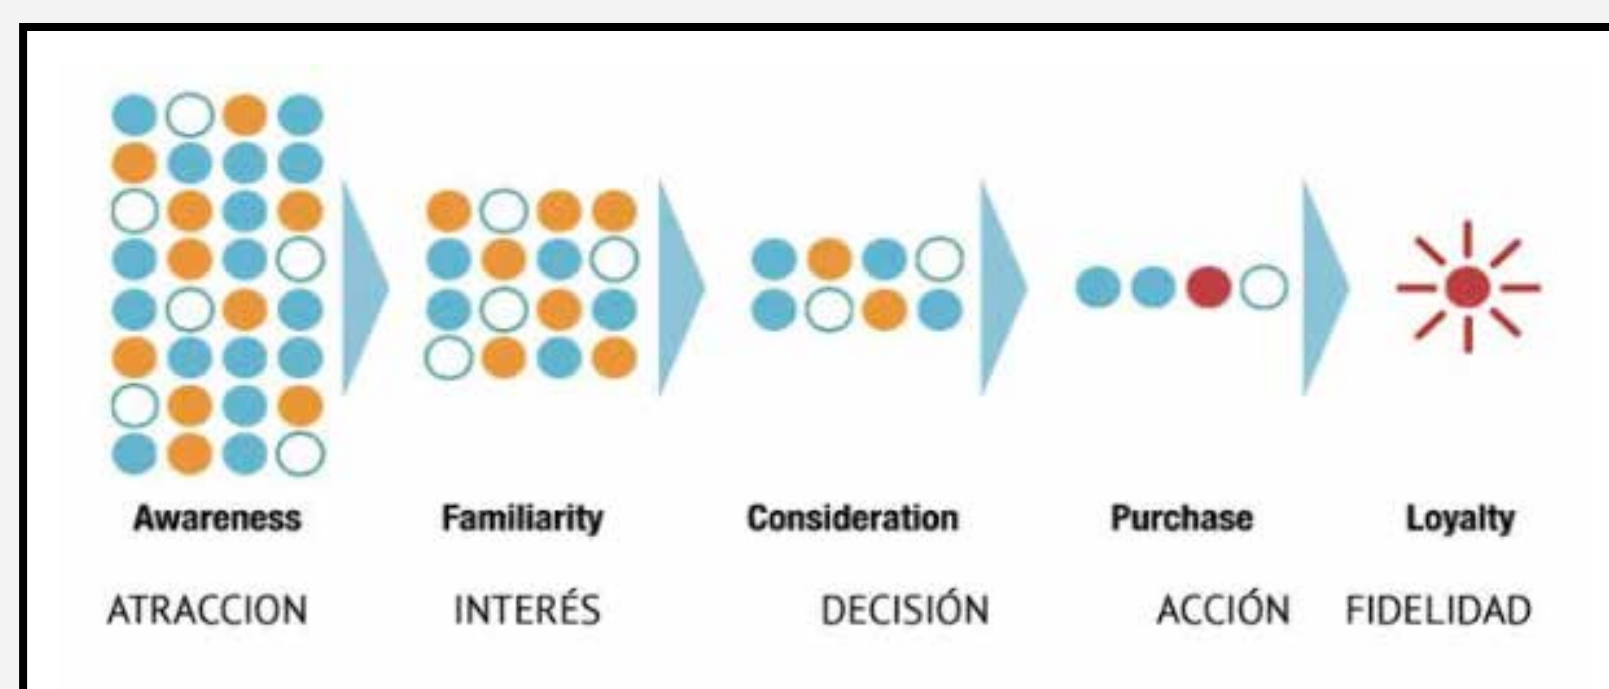 Awareness Familiarity Consideration Purchase Loyalty
ATRACCION INTERÉS DECISIÓN ACCIÓN FIDELIDAD